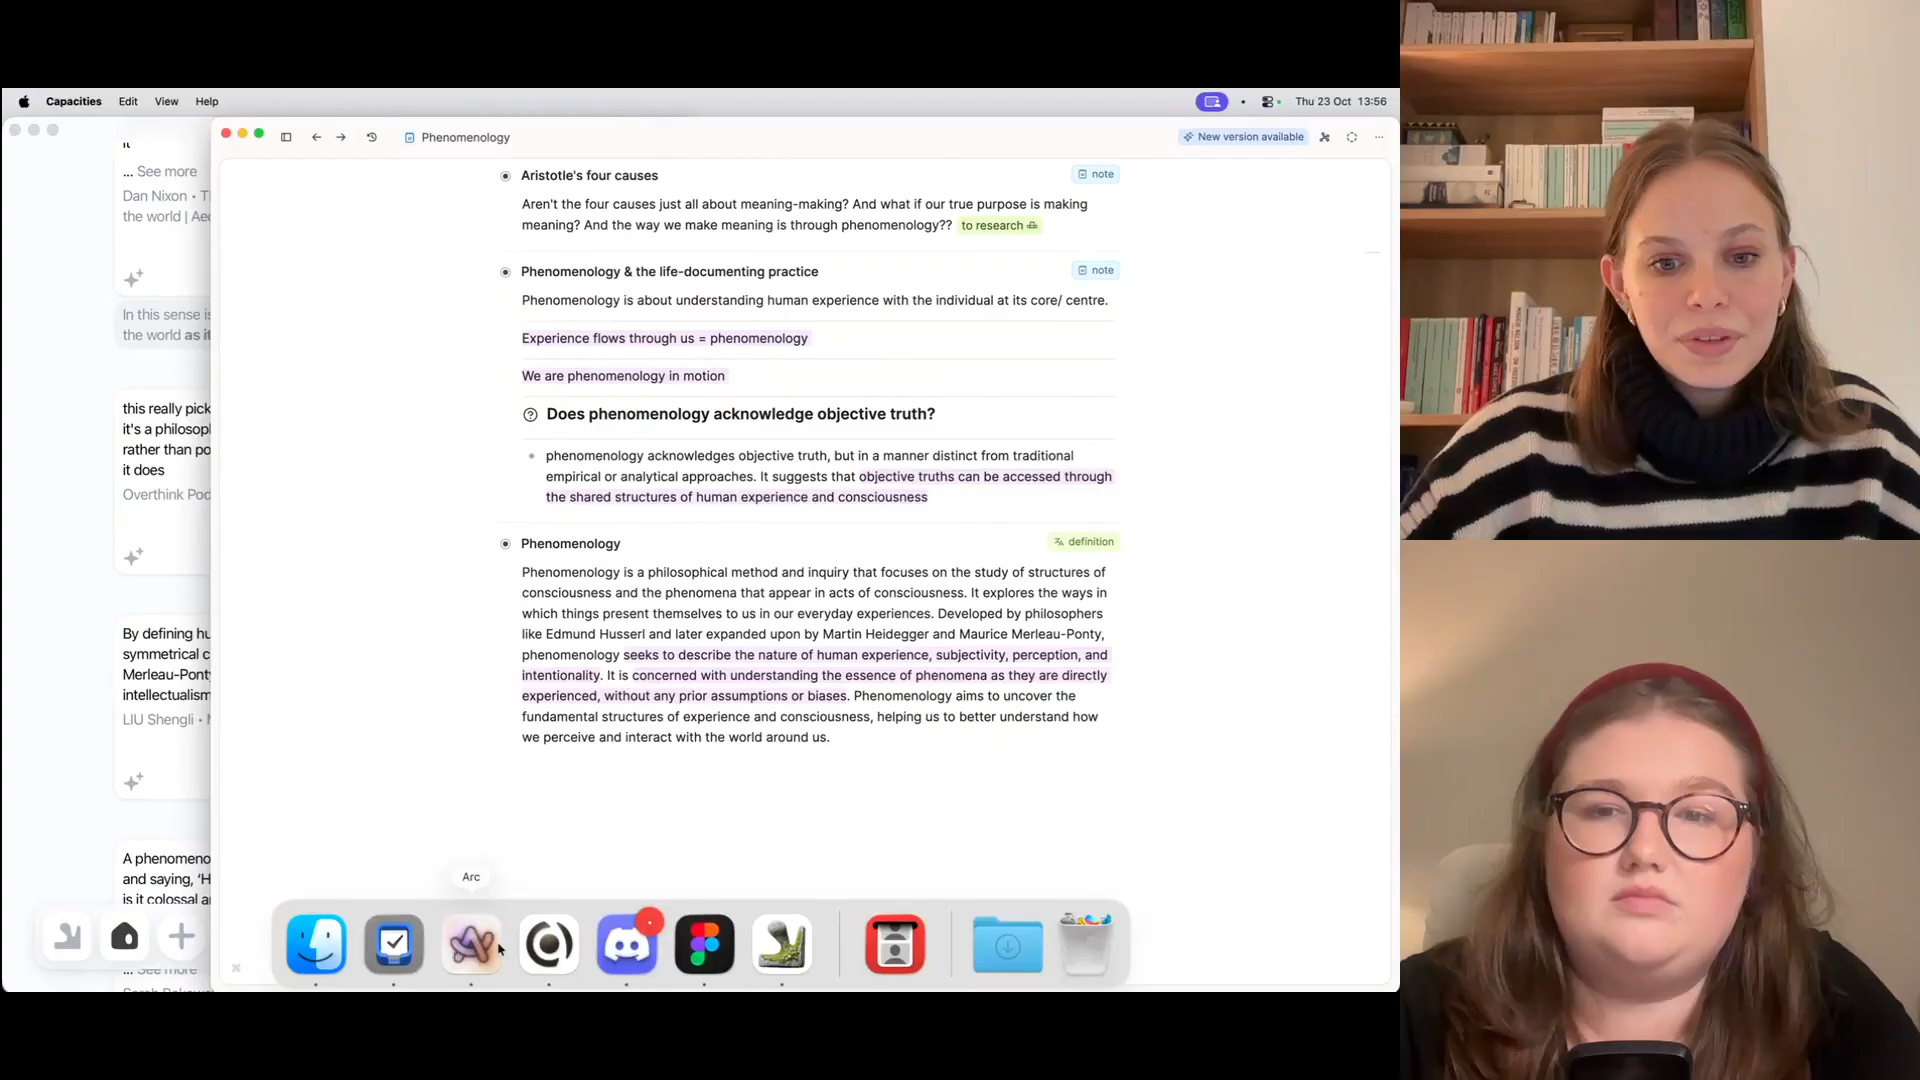 Capacities Edit View Help
Thu 23 Oct 13:56
Phenomenology
New version available
it
... See more
Dan Nixon • T
the world | Aeo
In this sense is
the world as it
this really pick
it's a philosoph
rather than po
it does
Overthink Pod
By defining hu
symmetrical c
Merleau-Ponty
intellectualism
LIU Shengli •
A phenomeno
and saying, ‘H
is it colossal a
... See more
Aristotle's four causes
note
Aren't the four causes just all about meaning-making? And what if our true purpose is making
meaning? And the way we make meaning is through phenomenology?? to research
Phenomenology & the life-documenting practice
note
Phenomenology is about understanding human experience with the individual at its core/ centre.
Experience flows through us = phenomenology
We are phenomenology in motion
Does phenomenology acknowledge objective truth?
phenomenology acknowledges objective truth, but in a manner distinct from traditional
empirical or analytical approaches. It suggests that objective truths can be accessed through
the shared structures of human experience and consciousness
Phenomenology
definition
Phenomenology is a philosophical method and inquiry that focuses on the study of structures of
consciousness and the phenomena that appear in acts of consciousness. It explores the ways in
which things present themselves to us in our everyday experiences. Developed by philosophers
like Edmund Husserl and later expanded upon by Martin Heidegger and Maurice Merleau-Ponty,
phenomenology seeks to describe the nature of human experience, subjectivity, perception, and
intentionality. It is concerned with understanding the essence of phenomena as they are directly
experienced, without any prior assumptions or biases. Phenomenology aims to uncover the
fundamental structures of experience and consciousness, helping us to better understand how
we perceive and interact with the world around us.
Arc